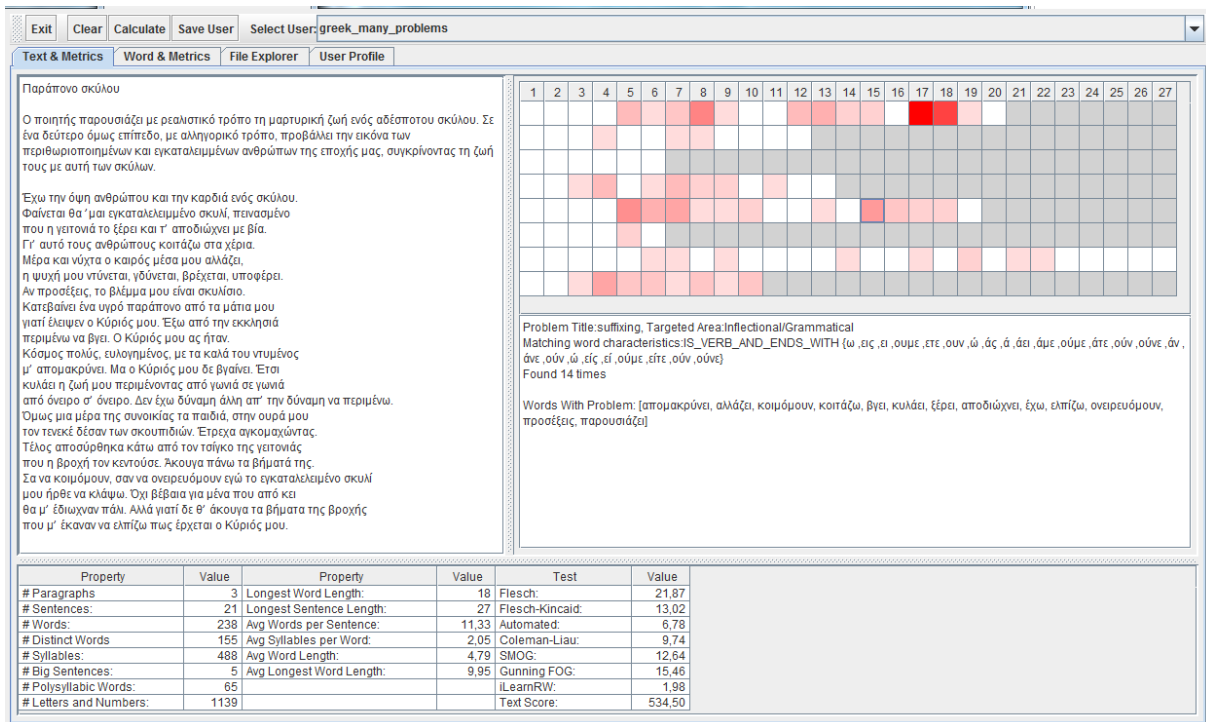 Exit Clear Calculate Save User Select User: greek_many_problems
Text & Metrics Word & Metrics File Explorer User Profile
Παράπονο σκύλου
Ο ποιητής παρουσιάζει με ρεαλιστικό τρόπο τη μαρτυρική ζωή ενός αδέσποτου σκύλου. Σε
ένα δεύτερο όμως επίπεδο, με αλληγορικό τρόπο, προβάλλει την εικόνα των
περιθωριοποιημένων και εγκαταλειμμένων ανθρώπων της εποχής μας, συγκρίνοντας τη ζωή
τους με αυτή των σκύλων.
Έχω την όψη ανθρώπου και την καρδιά ενός σκύλου.
Φαίνεται θα 'μαι εγκαταλελειμμένο σκυλί, πεινασμένο
που η γειτονιά το ξέρει και τ' αποδιώχνει με βία.
Γι' αυτό τους ανθρώπους κοιτάζω στα χέρια.
Μέρα και νύχτα ο καιρός μέσα μου αλλάζει,
η ψυχή μου ντύνεται, γδύνεται, βρέχεται, υποφέρει.
Αν προσέξεις, το βλέμμα μου είναι σκυλίσιο.
Κατεβαίνει ένα υγρό παράπονο από τα μάτια μου
γιατί έλειψεν ο Κύριός μου. Έξω από την εκκλησιά
περιμένω να βγει. Ο Κύριός μου ας ήταν.
Κόσμος πολύς, ευλογημένος, με τα καλά του ντυμένος
μ' απομακρύνει. Μα ο Κύριός μου δε βγαίνει. Έτσι
κυλάει η ζωή μου περιμένοντας από γωνιά σε γωνιά
από όνειρο σ' όνειρο. Δεν έχω δύναμη άλλη απ' την δύναμη να περιμένω.
Όμως μια μέρα της συνοικίας τα παιδιά, στην ουρά μου
τον τενεκέ δέσαν των σκουπιδιών. Έτρεχα αγκομαχώντας.
Τέλος αποσύρθηκα κάτω από τον τσίγκο της γειτονιάς
που η βροχή τον κεντούσε. Άκουγα πάνω τα βήματά της.
Σα να κοιμόμουν, σαν να ονειρευόμουν εγώ το εγκαταλελειμένο σκυλί
μου ήρθε να κλάψω. Όχι βέβαια για μένα που από κει
θα μ' έδιωχναν πάλι. Αλλά γιατί δε θ' άκουγα τα βήματα της βροχής
που μ' έκαναν να ελπίζω πως έρχεται ο Κύριός μου.
1 2 3 4 5 6 7 8 9 10 11 12 13 14 15 16 17 18 19 20 21 22 23 24 25 26 27
Problem Title:suffixing, Targeted Area:Inflectional/Grammatical
Matching word characteristics:IS_VERB_AND_ENDS_WITH {ω ,εις ,ει ,ουμε ,ετε ,ουν ,ώ ,άς ,ά ,άει ,άμε ,ούμε ,άτε ,ούν ,ούνε ,άν ,
άνε ,ούν ,ώ ,είς ,εί ,ούμε ,είτε ,ούν ,ούνε}
Found 14 times
Words With Problem: [απομακρύνει, αλλάζει, κοιμόμουν, κοιτάζω, βγει, κυλάει, ξέρει, αποδιώχνει, έχω, ελπίζω, ονειρευόμουν,
προσέξεις, παρουσιάζει]
Property Value Property Value Test Value
# Paragraphs 3 Longest Word Length: 18 Flesch: 21,87
# Sentences: 21 Longest Sentence Length: 27 Flesch-Kincaid: 13,02
# Words: 238 Avg Words per Sentence: 11,33 Automated: 6,78
# Distinct Words 155 Avg Syllables per Word: 2,05 Coleman-Liau: 9,74
# Syllables: 488 Avg Word Length: 4,79 SMOG: 12,64
# Big Sentences: 5 Avg Longest Word Length: 9,95 Gunning FOG: 15,46
# Polysyllabic Words: 65 iLearnRW: 1,98
# Letters and Numbers: 1139 Text Score: 534,50